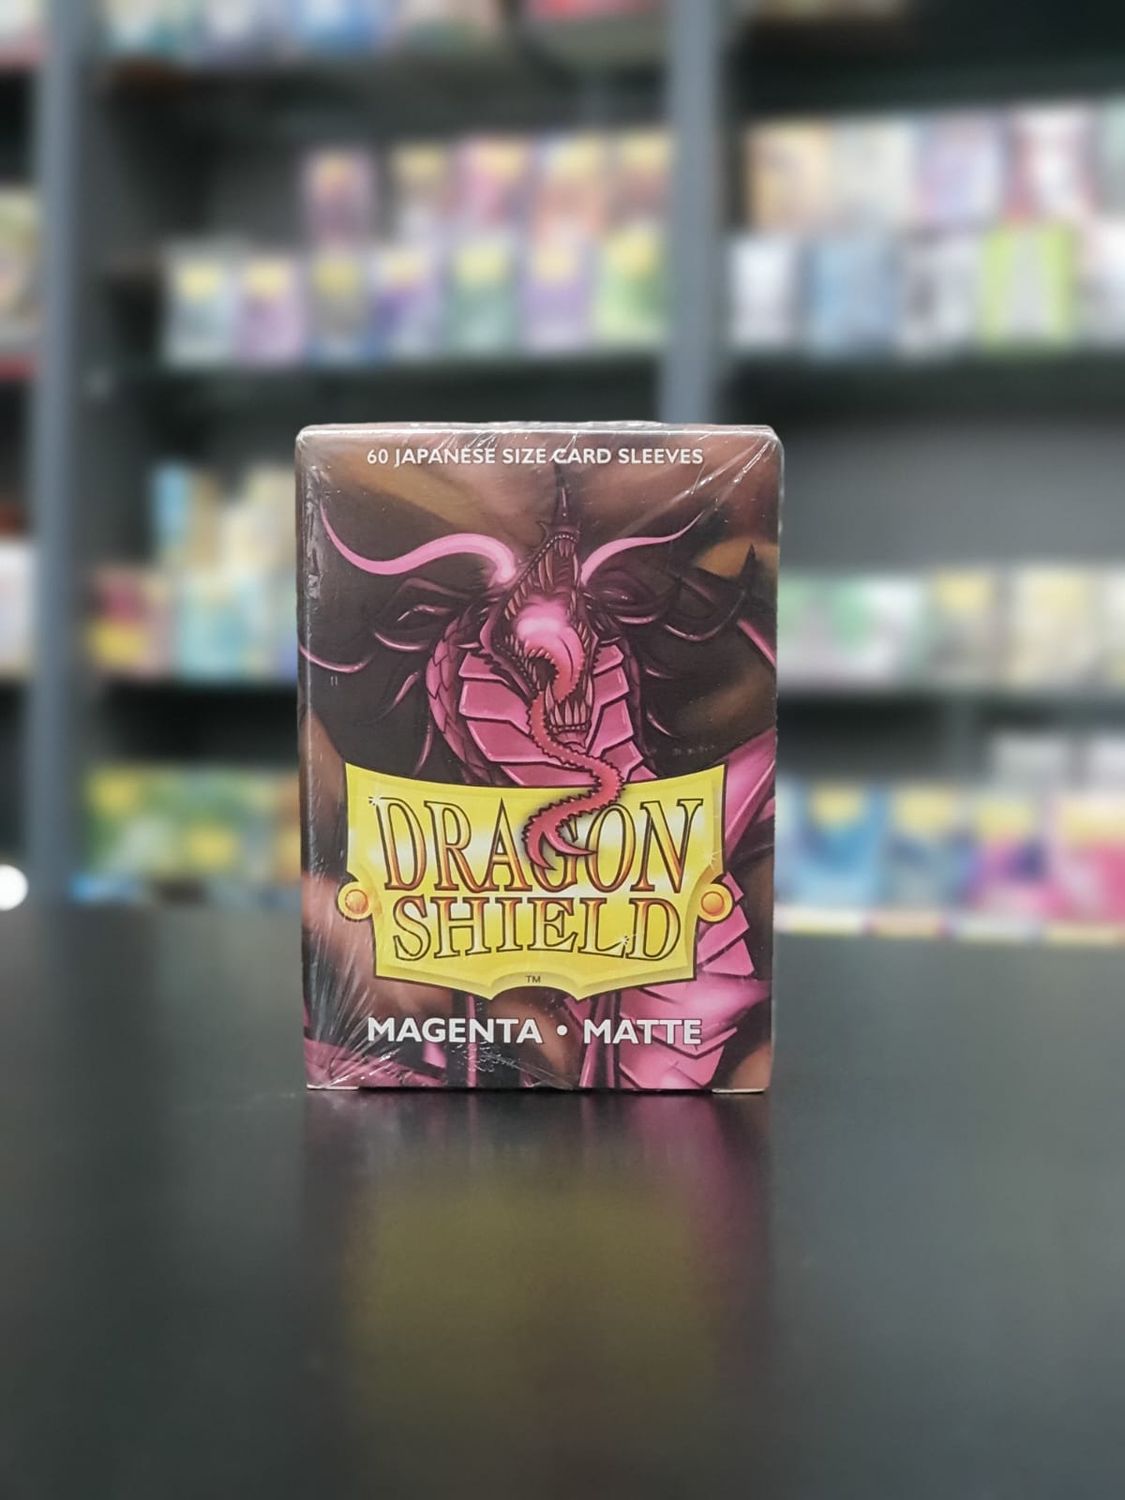 60 JAPANESE SIZE CARD SLEEVES
DRAGON
SHIELD
TM
MAGENTA • MATTE